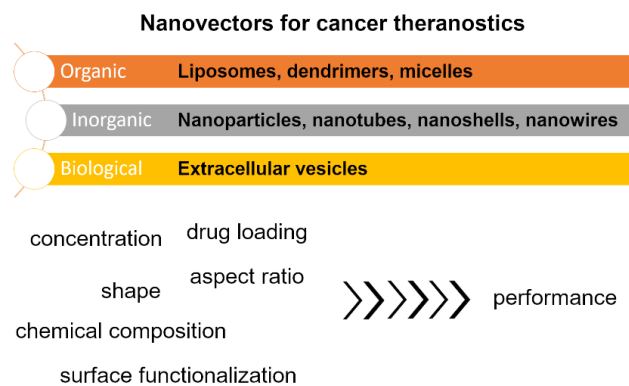 Nanovectors for cancer theranostics
Organic Liposomes, dendrimers, micelles
Inorganic Nanoparticles, nanotubes, nanoshells, nanowires
Biological Extracellular vesicles
concentration drug loading
shape aspect ratio
performance
chemical composition
surface functionalization